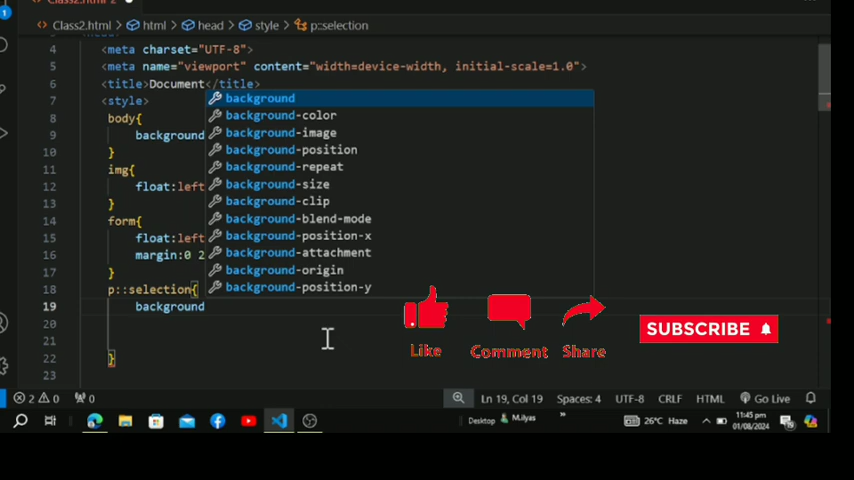 Class2.html > html > head > style > p::selection
4 <meta charset="UTF-8">
5 <meta name="viewport" content="width=device-width, initial-scale=1.0">
6 <title>Document</title>
7 <style>
background
8 body{
background-color
9 background
background-image
10 }
background-position
11 img{
background-repeat
12 float:left
background-size
13 }
background-clip
14 form{
background-blend-mode
15 float:left
background-position-x
16 margin:0 2
background-attachment
17 }
background-origin
18 p::selection{
background-position-y
19 background
20
21
22 }
23
Like Comment Share
SUBSCRIBE
2 0 0 Ln 19, Col 19 Spaces: 4 UTF-8 CRLF HTML Go Live
Desktop M.ilyas » 26°C Haze 11:45 pm
01/08/2024